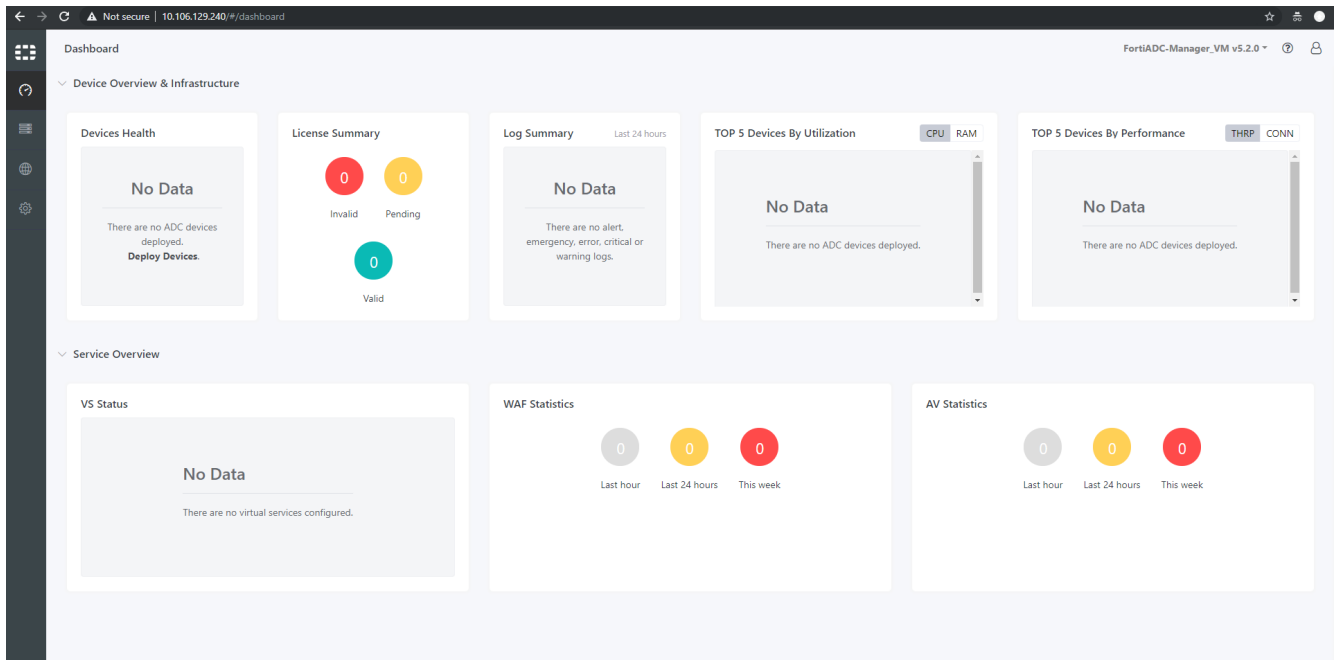 Not secure | 10.106.129.240/#/dashboard
Dashboard
FortiADC-Manager_VM v5.2.0
Device Overview & Infrastructure
Devices Health
No Data
There are no ADC devices
deployed.
Deploy Devices.
License Summary
0
0
Invalid
Pending
0
Valid
Log Summary
Last 24 hours
No Data
There are no alert,
emergency, error, critical or
warning logs.
TOP 5 Devices By Utilization
CPU RAM
No Data
There are no ADC devices deployed.
TOP 5 Devices By Performance
THRP CONN
No Data
There are no ADC devices deployed.
Service Overview
VS Status
No Data
There are no virtual services configured.
WAF Statistics
0 0 0
Last hour Last 24 hours This week
AV Statistics
0 0 0
Last hour Last 24 hours This week